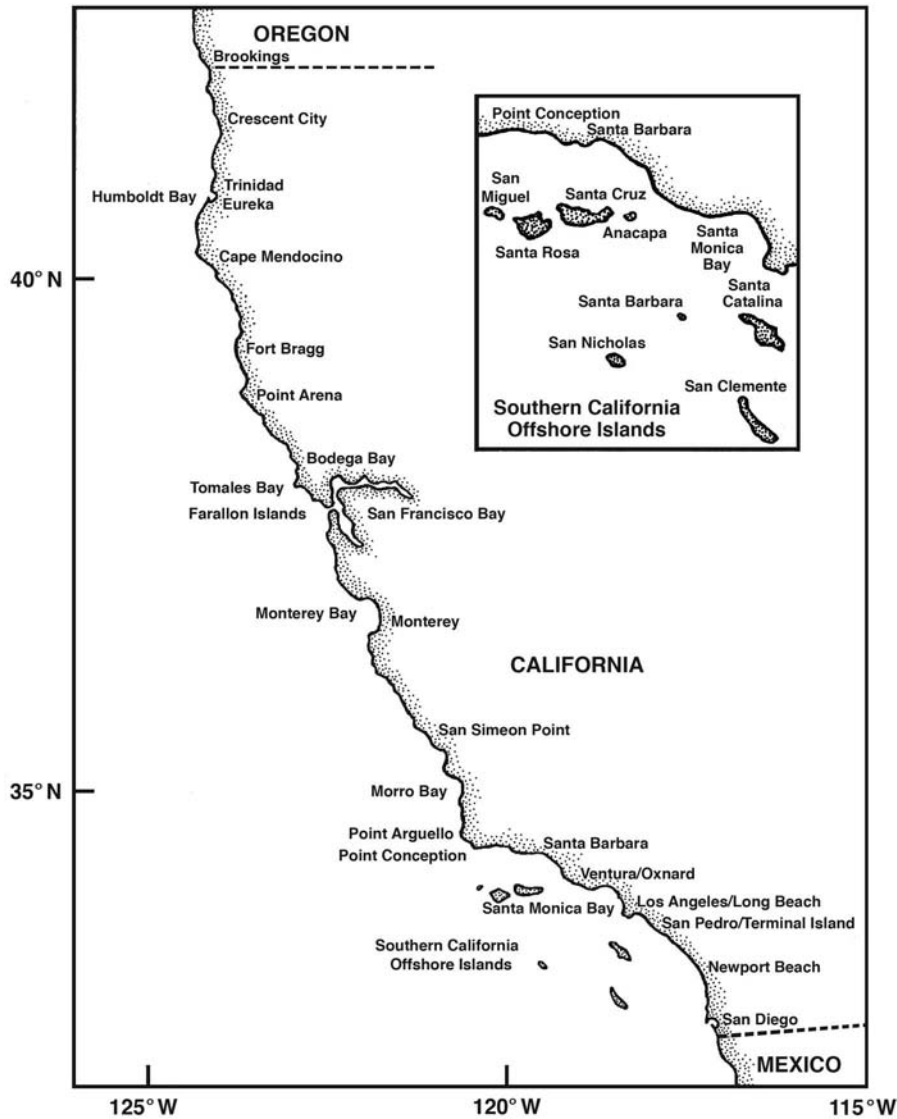 OREGON
Brookings
Crescent City
Humboldt Bay
Trinidad
Eureka
Cape Mendocino
40°N
Fort Bragg
Point Arena
Bodega Bay
Tomales Bay
Farallon Islands
San Francisco Bay
Monterey Bay
Monterey
CALIFORNIA
San Simeon Point
35°N
Morro Bay
Point Arguello
Point Conception
Santa Barbara
Ventura/Oxnard
Los Angeles/Long Beach
Santa Monica Bay
San Pedro/Terminal Island
Southern California
Offshore Islands
Newport Beach
San Diego
MEXICO
125°W
120°W
115°W
Point Conception
Santa Barbara
San
Miguel
Santa Cruz
Santa Rosa
Anacapa
Santa
Monica
Bay
Santa
Catalina
Santa Barbara
San Nicholas
San Clemente
Southern California
Offshore Islands